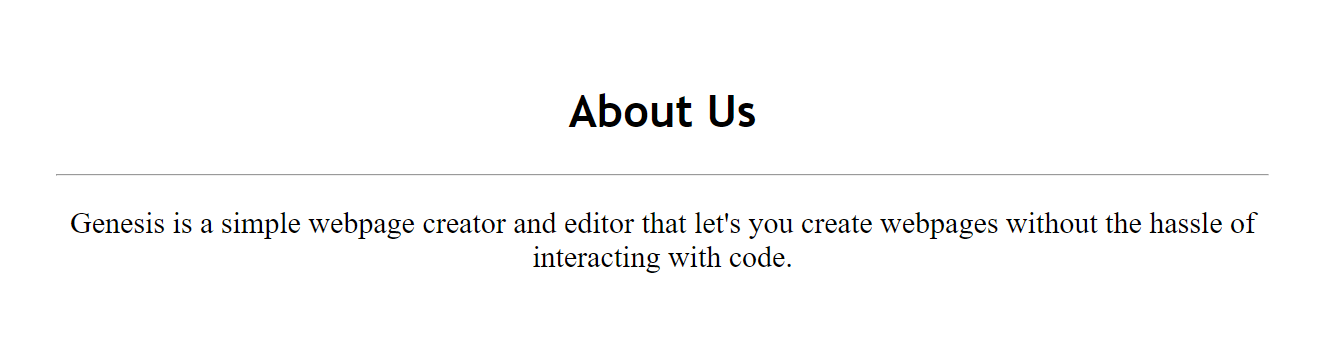 About Us
Genesis is a simple webpage creator and editor that let's you create webpages without the hassle of
interacting with code.